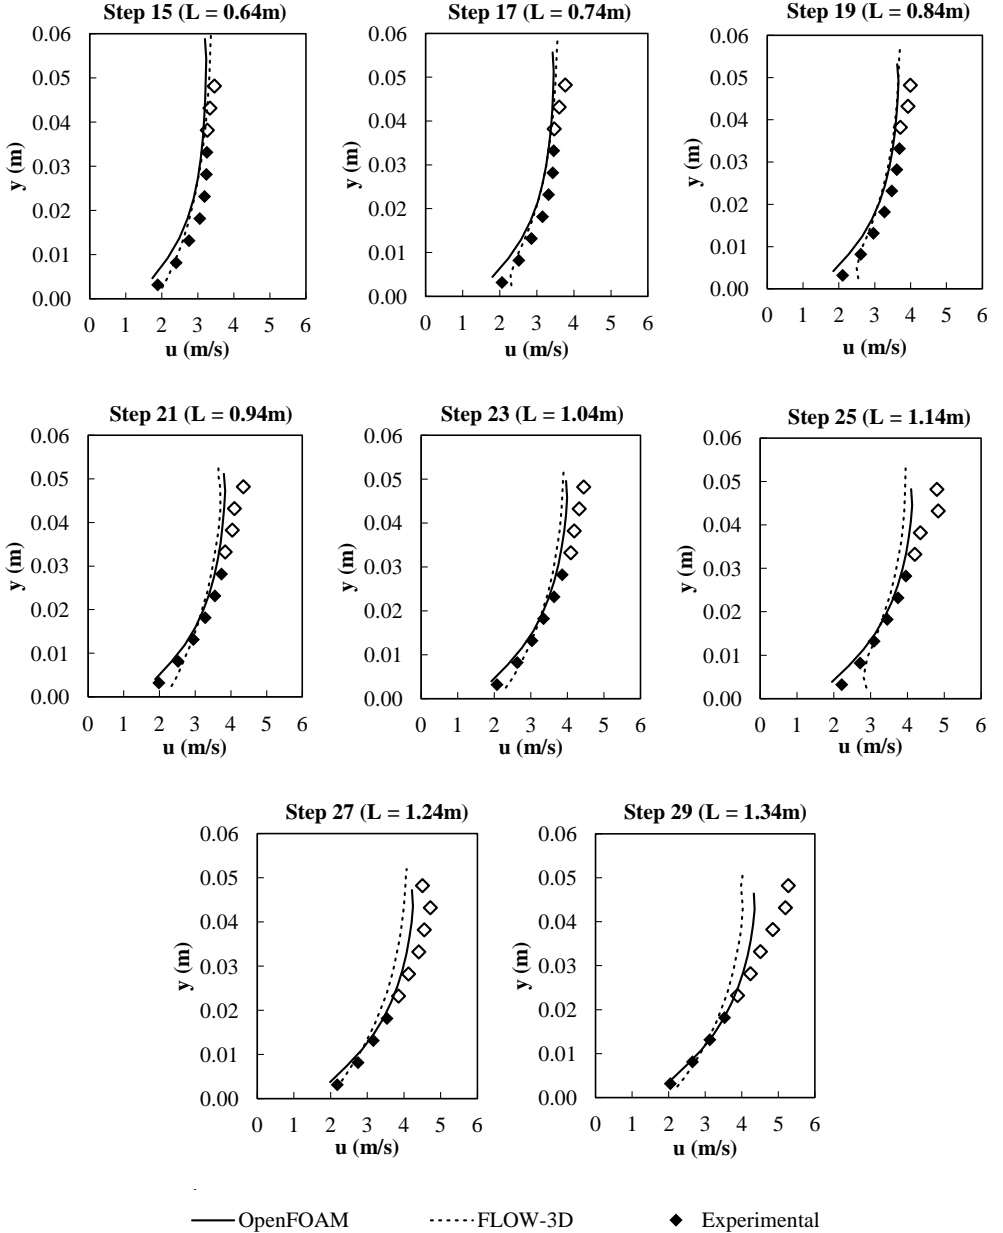 Step 15 (L = 0.64m)
0.06
0.05
0.04
0.03
0.02
0.01
0.00
y (m)
0 1 2 3 4 5 6
u (m/s)
Step 17 (L = 0.74m)
0.06
0.05
0.04
0.03
0.02
0.01
0.00
y (m)
0 1 2 3 4 5 6
u (m/s)
Step 19 (L = 0.84m)
0.06
0.05
0.04
0.03
0.02
0.01
0.00
y (m)
0 1 2 3 4 5 6
u (m/s)
Step 21 (L = 0.94m)
0.06
0.05
0.04
0.03
0.02
0.01
0.00
y (m)
0 1 2 3 4 5 6
u (m/s)
Step 23 (L = 1.04m)
0.06
0.05
0.04
0.03
0.02
0.01
0.00
y (m)
0 1 2 3 4 5 6
u (m/s)
Step 25 (L = 1.14m)
0.06
0.05
0.04
0.03
0.02
0.01
0.00
y (m)
0 1 2 3 4 5 6
u (m/s)
Step 27 (L = 1.24m)
0.06
0.05
0.04
0.03
0.02
0.01
0.00
y (m)
0 1 2 3 4 5 6
u (m/s)
Step 29 (L = 1.34m)
0.06
0.05
0.04
0.03
0.02
0.01
0.00
y (m)
0 1 2 3 4 5 6
u (m/s)
OpenFOAM FLOW-3D Experimental